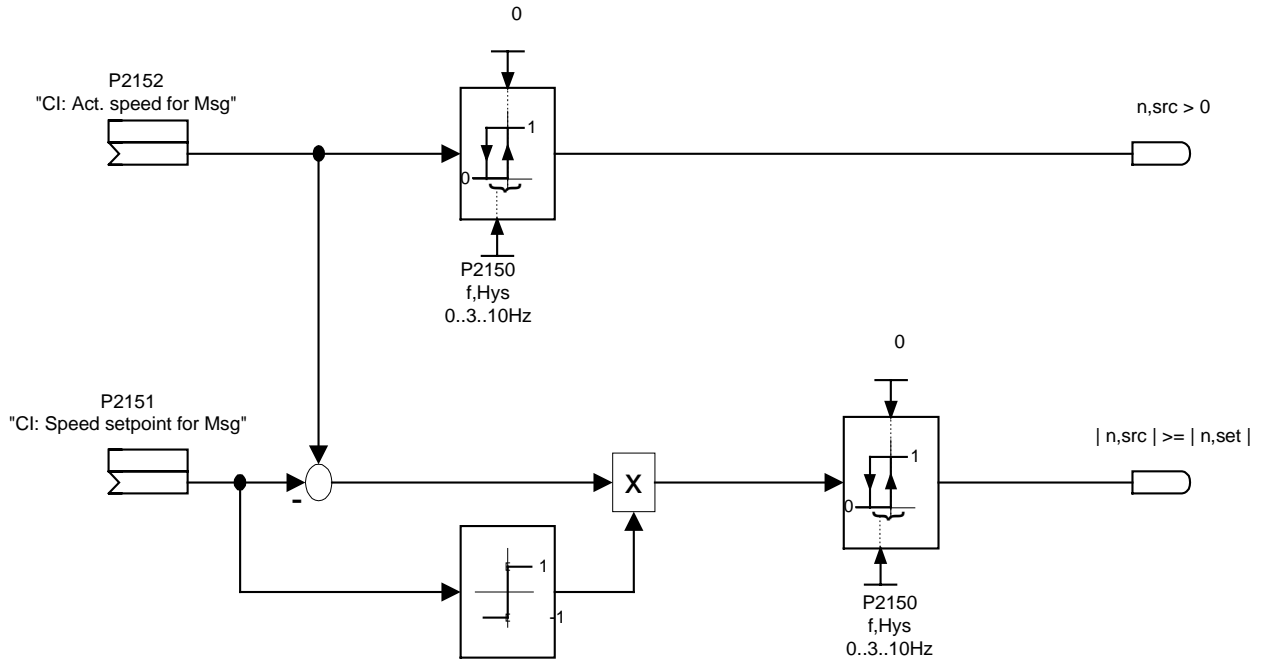 0
P2152
"CI: Act. speed for Msg"
n,src > 0
1
0
P2150
f,Hys
0..3..10Hz
0
P2151
"CI: Speed setpoint for Msg"
| n,src | >= | n,set |
1
-
X
0
1
-1
P2150
f,Hys
0..3..10Hz